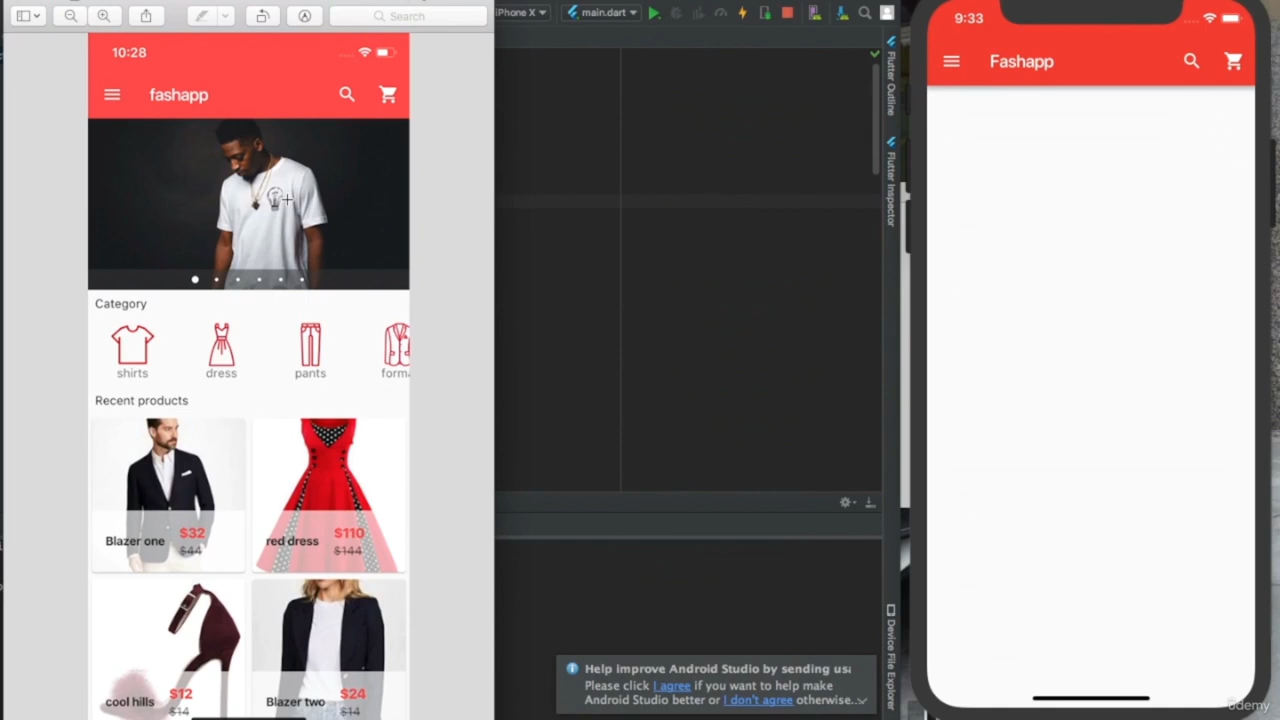 Search
10:28
fashapp
Category
shirts
dress
pants
forma
Recent products
Blazer one
$32
$44
red dress
$110
$144
cool hills
$12
$14
Blazer two
$24
$14
iPhone X
main.dart
Flutter Outline
Flutter Inspector
Device File Explorer
Help improve Android Studio by sending usa
Please click I agree if you want to help make
Android Studio better or I don't agree otherwise...
9:33
Fashapp
ûdemy